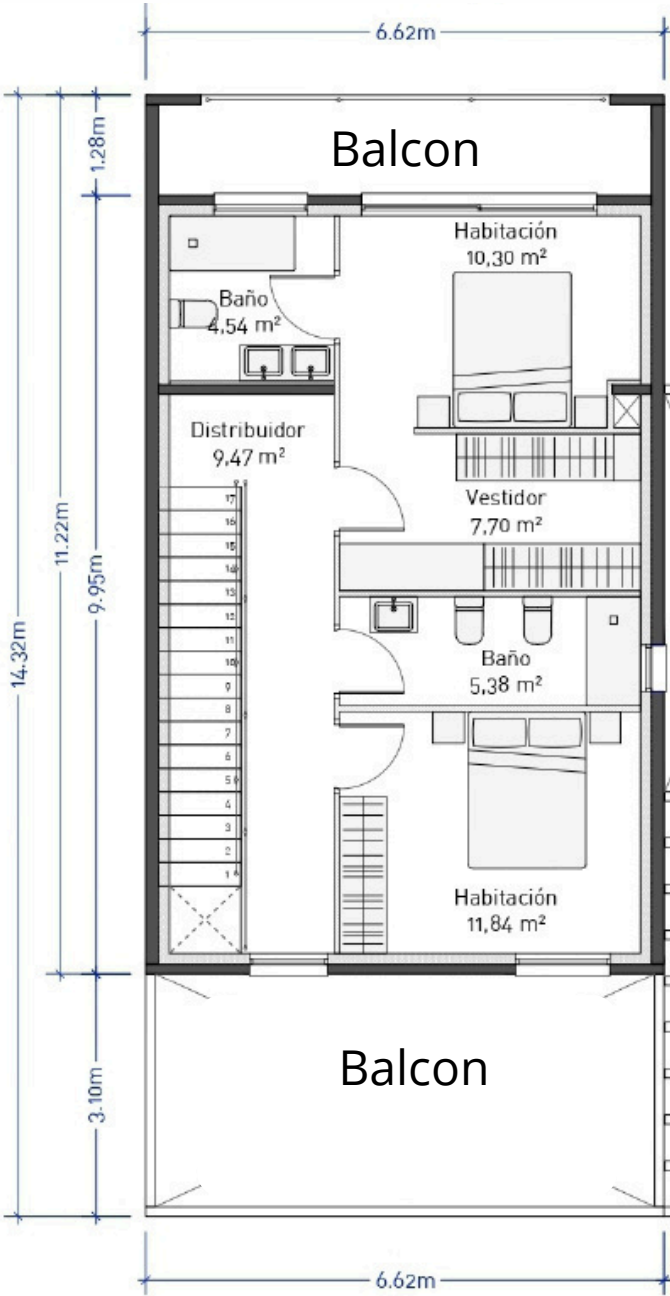 6.62m
1.28m
Balcon
Habitación
10,30 m²
Baño
4,54 m²
Distribuidor
9,47 m²
Vestidor
7,70 m²
17
16
15
14
13
12
11
10
9
8
7
6
5
4
3
2
1
Baño
5,38 m²
Habitación
11,84 m²
11.22m
9.95m
14.32m
3.10m
Balcon
6.62m